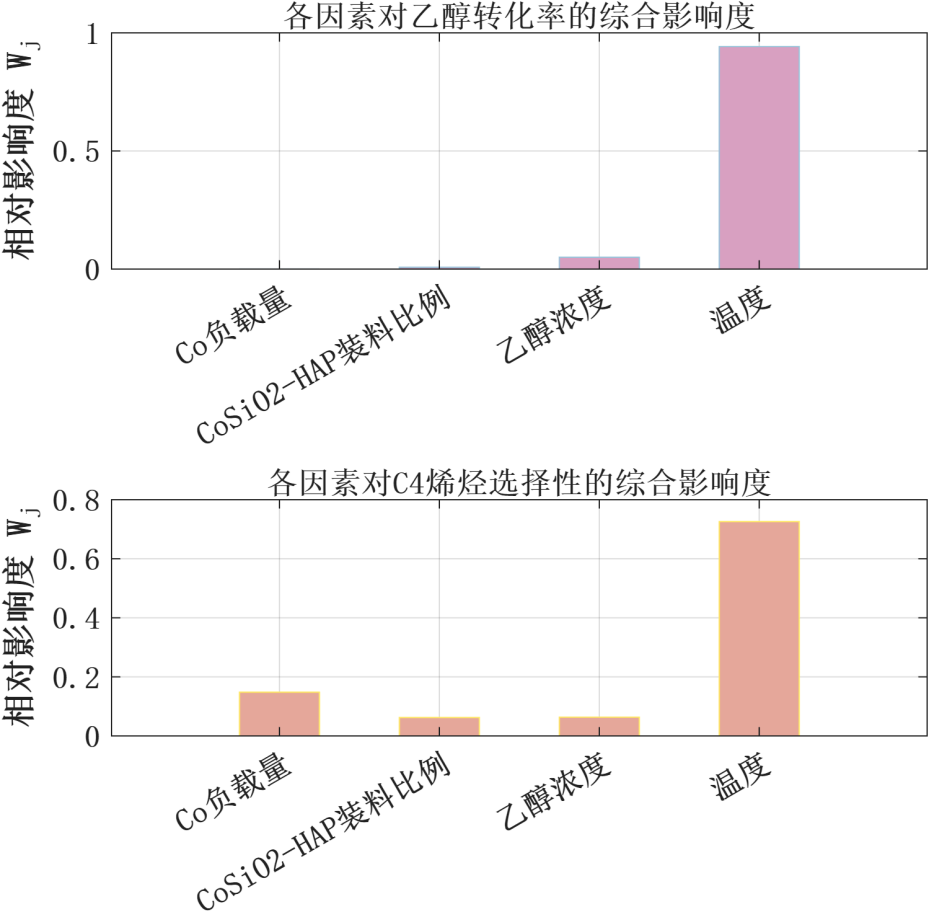 各因素对乙醇转化率的综合影响度
相对影响度 Wj
1
0.5
0
Co负载量
CoSiO2-HAP装料比例
乙醇浓度
温度
各因素对C4烯烃选择性的综合影响度
相对影响度 Wj
0.8
0.6
0.4
0.2
0
Co负载量
CoSiO2-HAP装料比例
乙醇浓度
温度